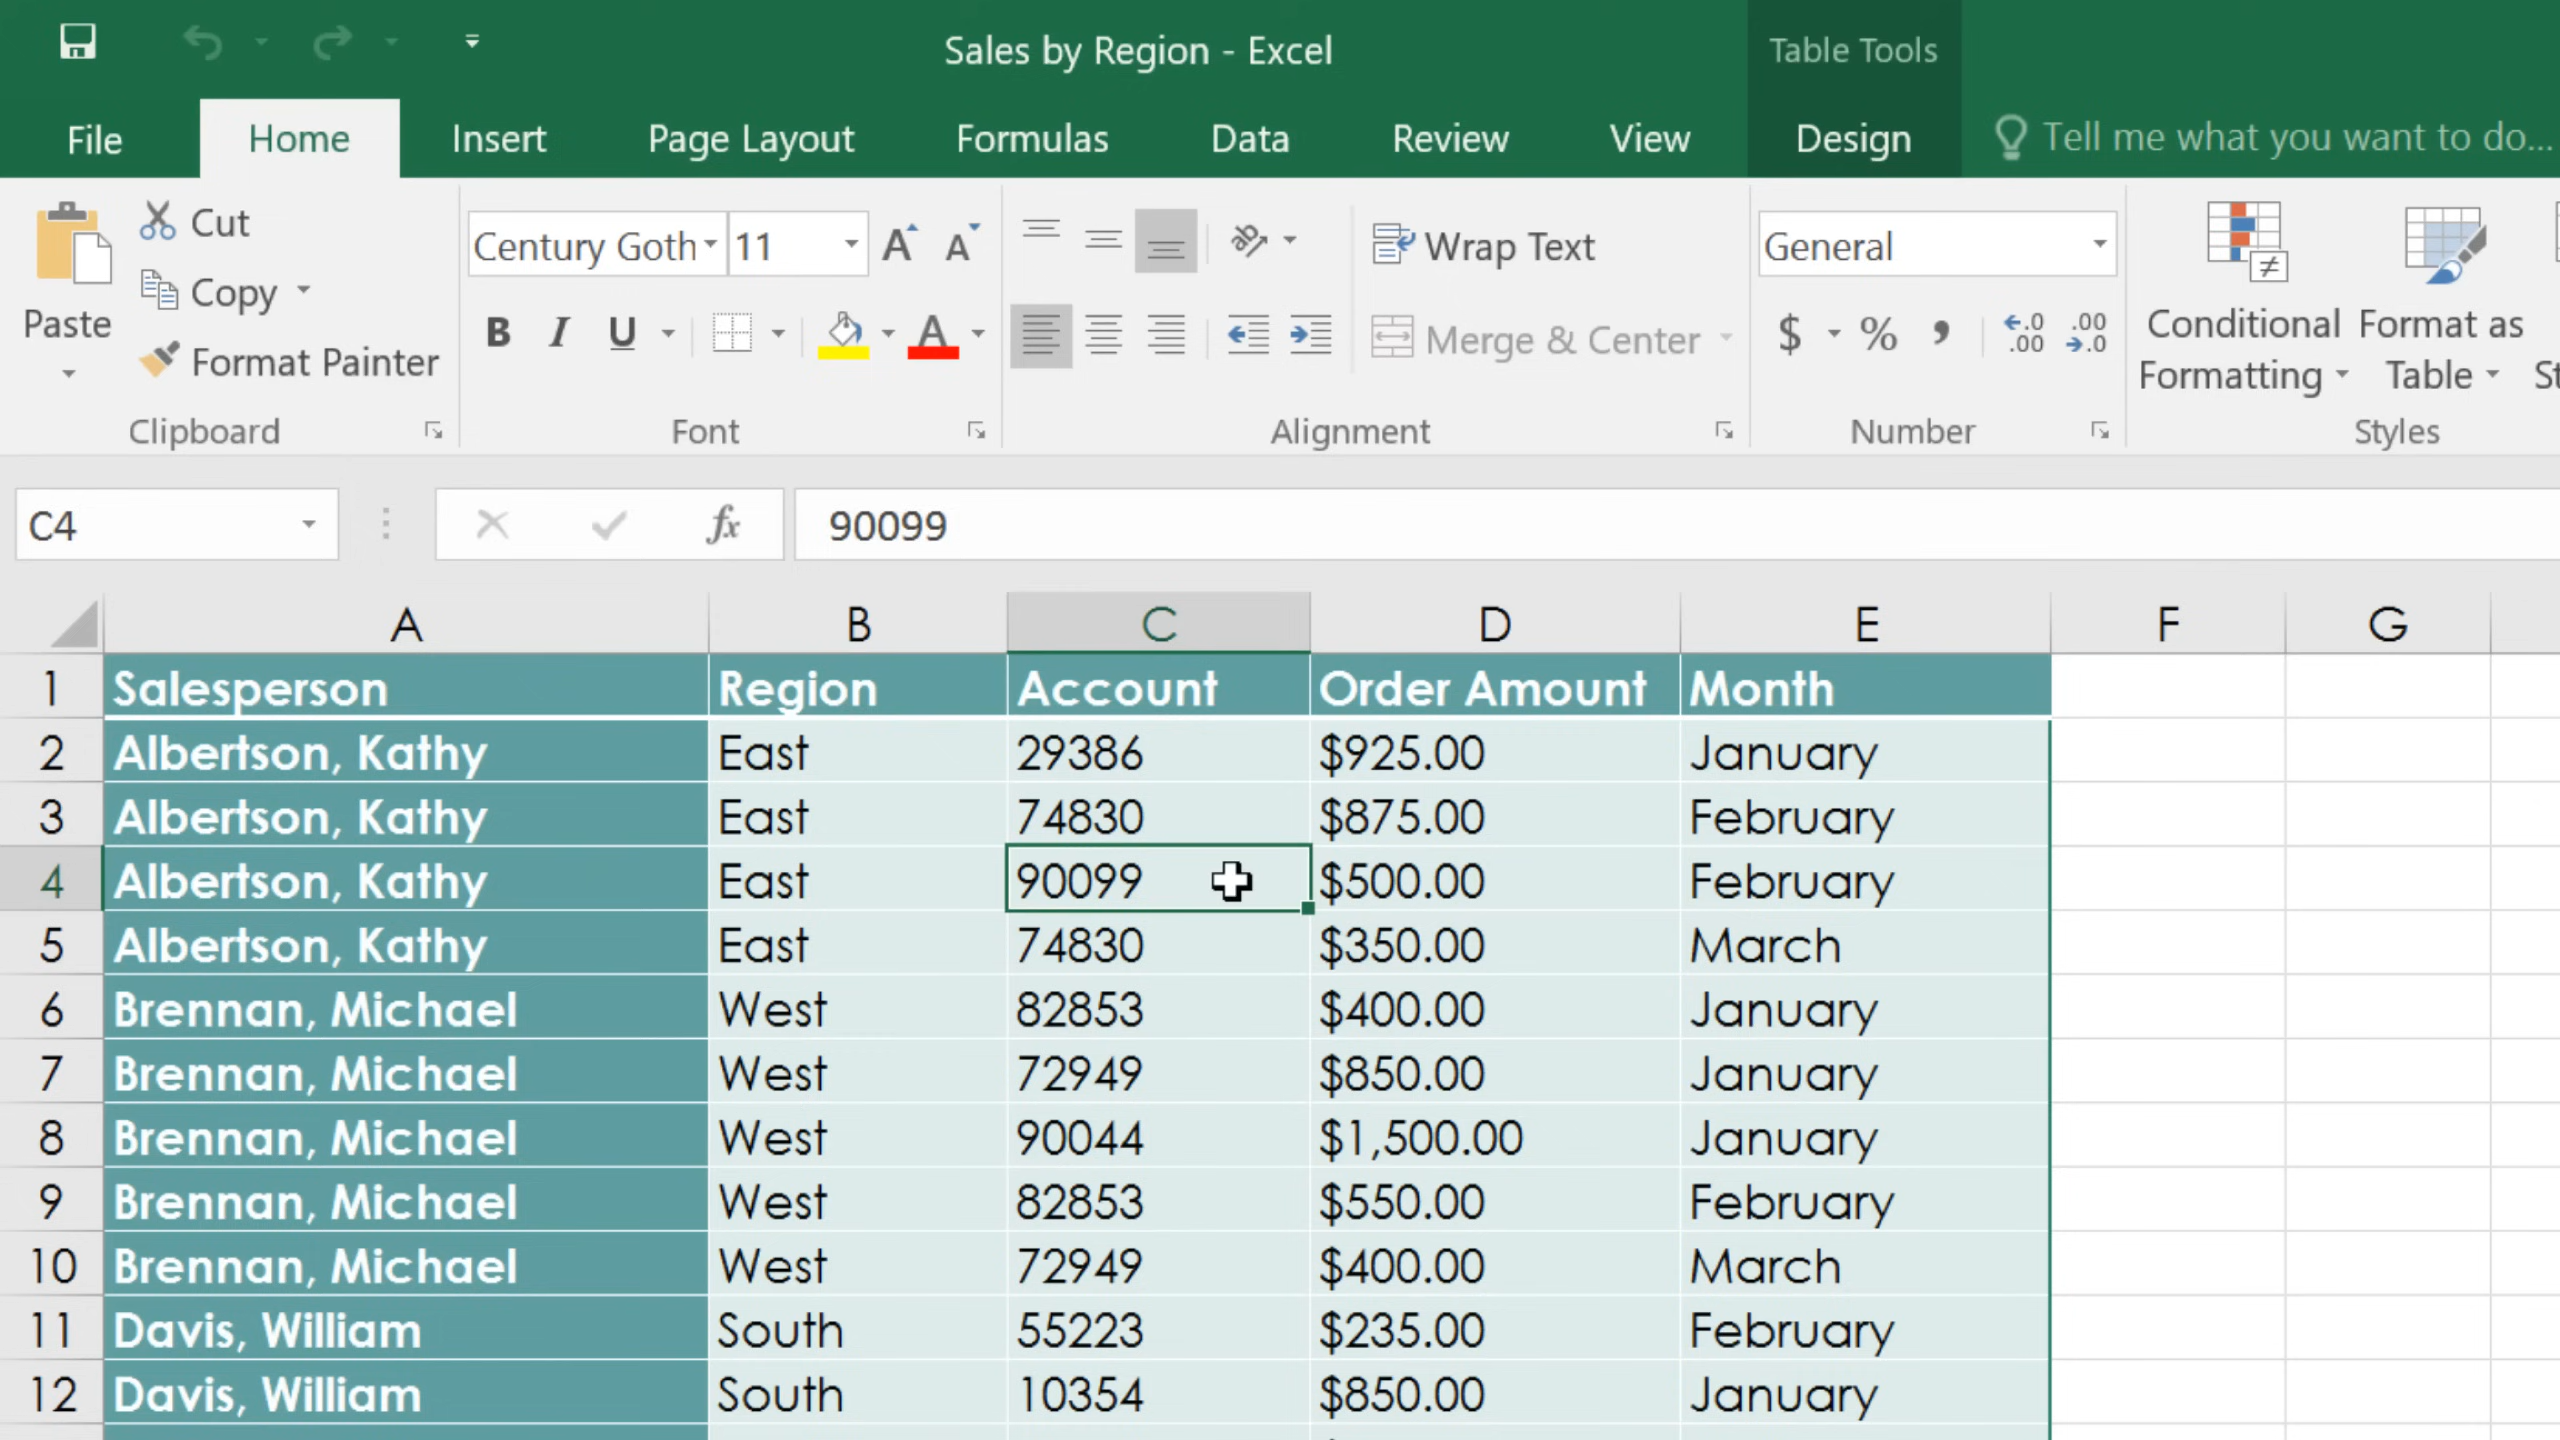 Sales by Region - Excel
Table Tools
File Home Insert Page Layout Formulas Data Review View Design Tell me what you want to do...
Cut
Copy
Format Painter
Paste
Clipboard
Century Goth 11 A A
B I U A
Font
Wrap Text
Merge & Center
Alignment
General
$ % , .0 .00 .00 .0
Number
Conditional Formatting
Format as Table
Styles
C4 fx 90099
A B C D E F G
1 Salesperson Region Account Order Amount Month
2 Albertson, Kathy East 29386 $925.00 January
3 Albertson, Kathy East 74830 $875.00 February
4 Albertson, Kathy East 90099 $500.00 February
5 Albertson, Kathy East 74830 $350.00 March
6 Brennan, Michael West 82853 $400.00 January
7 Brennan, Michael West 72949 $850.00 January
8 Brennan, Michael West 90044 $1,500.00 January
9 Brennan, Michael West 82853 $550.00 February
10 Brennan, Michael West 72949 $400.00 March
11 Davis, William South 55223 $235.00 February
12 Davis, William South 10354 $850.00 January